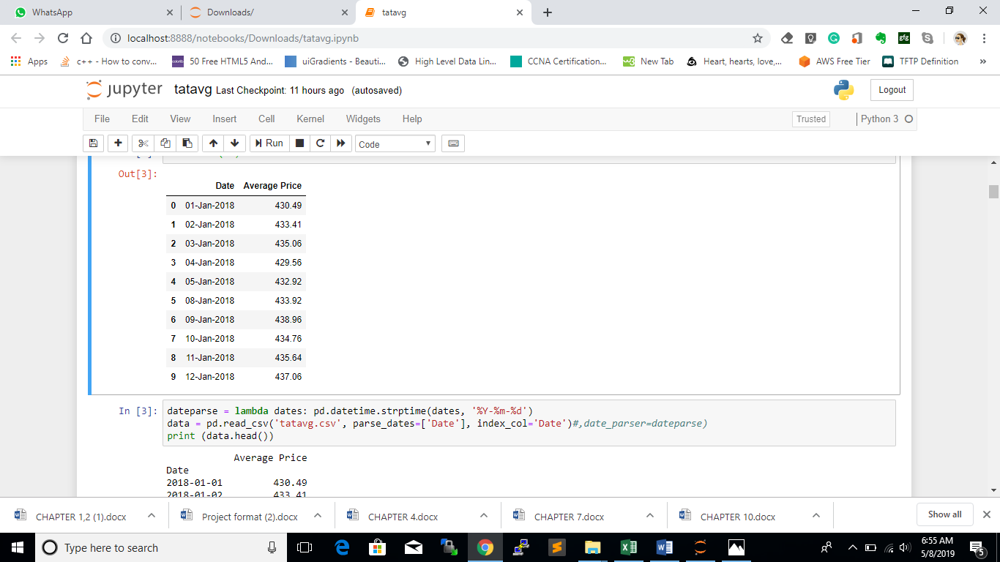 WhatsApp
Downloads/
tatavg
localhost:8888/notebooks/Downloads/tatavg.ipynb
gfg
Apps
c++ - How to conv...
50 Free HTML5 And...
uiGradients - Beauti...
High Level Data Lin...
CCNA Certification...
New Tab
Heart, hearts, love,...
AWS Free Tier
TFTP Definition
»
jupyter tatavg Last Checkpoint: 11 hours ago (autosaved)
Logout
File Edit View Insert Cell Kernel Widgets Help
Trusted
Python 3
Run
Code
Out[3]:
Date Average Price
0 01-Jan-2018 430.49
1 02-Jan-2018 433.41
2 03-Jan-2018 435.06
3 04-Jan-2018 429.56
4 05-Jan-2018 432.92
5 08-Jan-2018 433.92
6 09-Jan-2018 438.96
7 10-Jan-2018 434.76
8 11-Jan-2018 435.64
9 12-Jan-2018 437.06
In [3]: dateparse = lambda dates: pd.datetime.strptime(dates, '%Y-%m-%d')
data = pd.read_csv('tatavg.csv', parse_dates=['Date'], index_col='Date')#,date_parser=dateparse)
print (data.head())
Average Price
Date
2018-01-01 430.49
2018-01-02 433.41
CHAPTER 1,2 (1).docx
Project format (2).docx
CHAPTER 4.docx
CHAPTER 7.docx
CHAPTER 10.docx
Show all
Type here to search
6:55 AM
5/8/2019
5